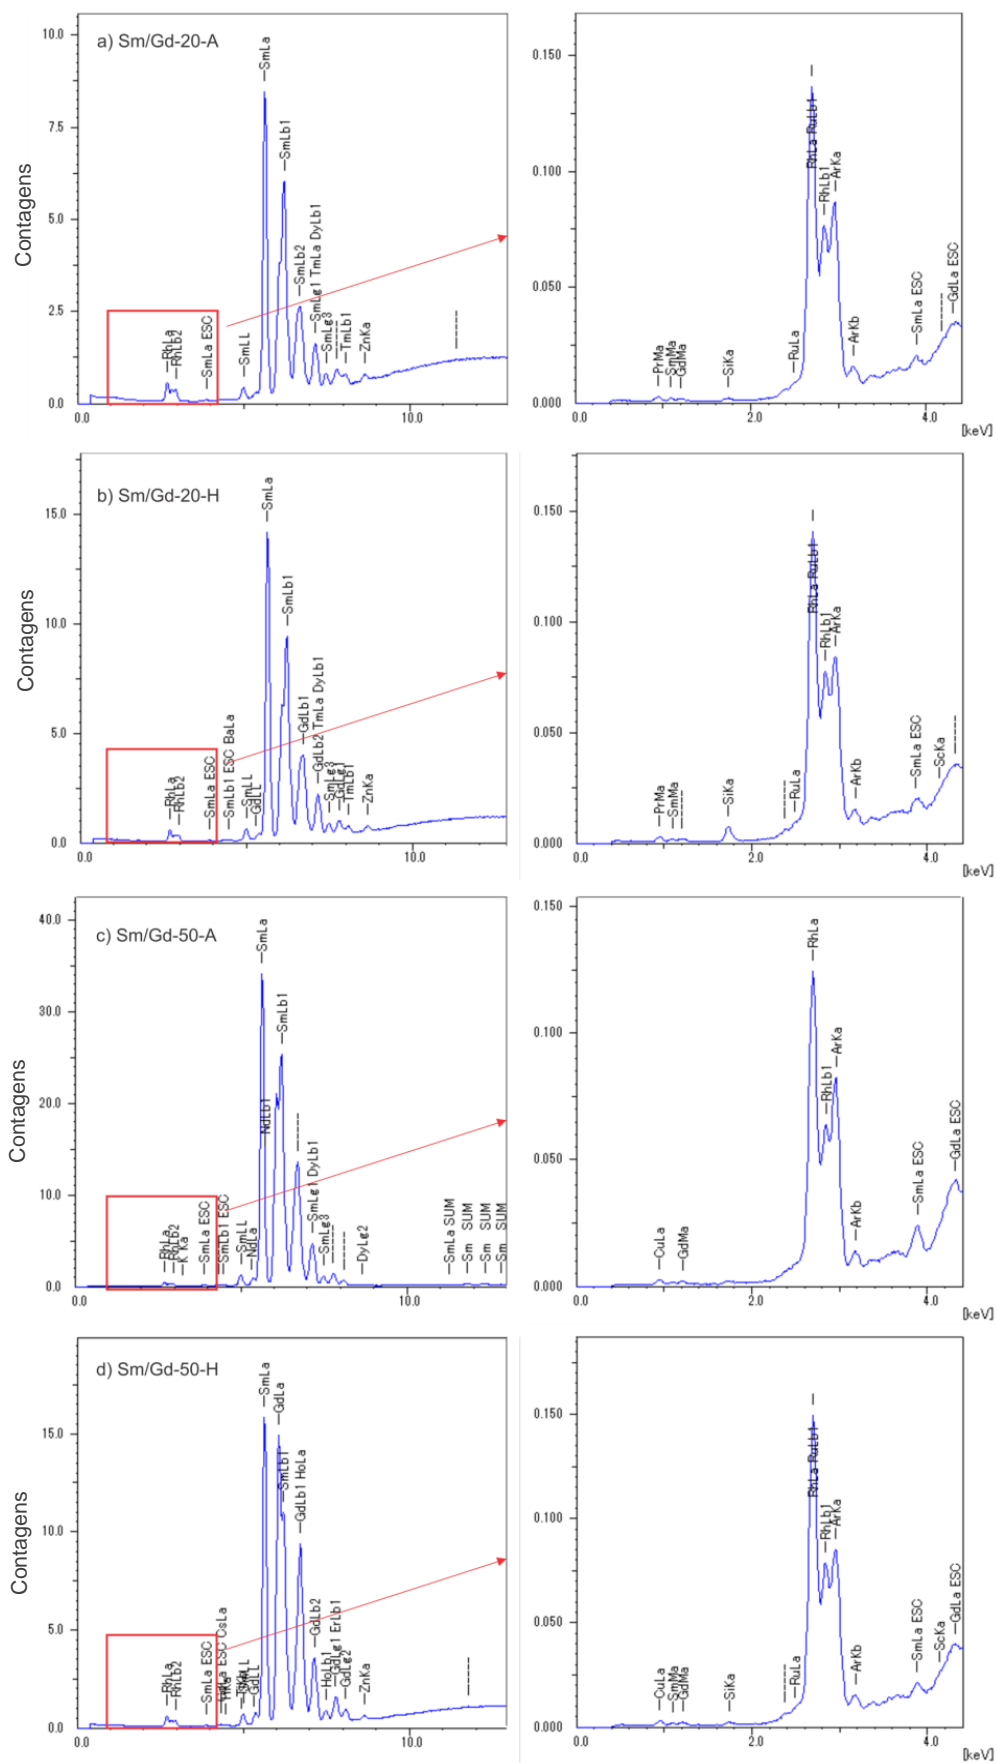 a) Sm/Gd-20-A
Contagens
10.0
7.5
5.0
2.5
0.0
0.0
10.0
RhLa
RhLb2
SmLa ESC
SmLL
SmLa
SmLb1
SmLb2
SmLg1 TmLa DyLb1
SmLg3
TmLb1
ZnKa
0.150
0.100
0.050
0.000
0.0
2.0
4.0
[keV]
PrMa
SmMa
GdMa
SiKa
RuLa
RhLa RuLb1
RhLb1
ArKa
ArKb
SmLa ESC
GdLa ESC
b) Sm/Gd-20-H
Contagens
15.0
10.0
5.0
0.0
0.0
10.0
RhLa
RhLb2
SmLa ESC
SmLb1 ESC BaLa
SmLL
GdLL
SmLa
SmLb1
GdLb1
GdLb2 TmLa DyLb1
SmLg3
GdLg1
TmLb1
ZnKa
0.150
0.100
0.050
0.000
0.0
2.0
4.0
[keV]
PrMa
SmMa
SiKa
RuLa
RhLa RuLb1
RhLb1
ArKa
ArKb
SmLa ESC
ScKa
c) Sm/Gd-50-A
Contagens
40.0
30.0
20.0
10.0
0.0
0.0
10.0
RhLa
RhLb2
K Ka
SmLa ESC
SmLb1 ESC
SmLL
NdLa
SmLa
NdLb1
SmLb1
SmLg1 DyLb1
SmLg3
DyLg2
SmLa SUM
Sm SUM
Sm SUM
Sm SUM
0.150
0.100
0.050
0.000
0.0
2.0
4.0
[keV]
CuLa
GdMa
RhLa
RhLb1
ArKa
ArKb
SmLa ESC
GdLa ESC
d) Sm/Gd-50-H
Contagens
15.0
10.0
5.0
0.0
0.0
10.0
RhLa
RhLb2
SmLa ESC
GdLa ESC CsLa
SmLL
GdLL
SmLa
GdLa
SmLb1
GdLb1 HoLa
GdLb2
HoLb1
GdLg1 ErLb1
GdLg2
ZnKa
0.150
0.100
0.050
0.000
0.0
2.0
4.0
[keV]
CuLa
SmMa
GdMa
SiKa
RuLa
RhLa RuLb1
RhLb1
ArKa
ArKb
SmLa ESC
ScKa
GdLa ESC